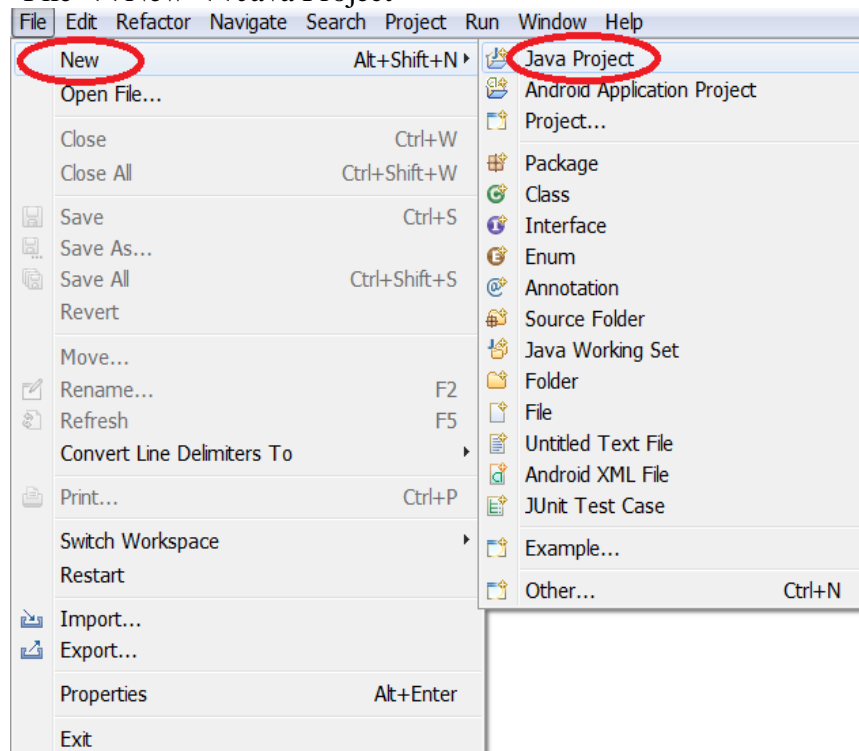 File Edit Refactor Navigate Search Project Run Window Help
New Alt+Shift+N
Open File...
Close Ctrl+W
Close All Ctrl+Shift+W
Save Ctrl+S
Save As...
Save All Ctrl+Shift+S
Revert
Move...
Rename... F2
Refresh F5
Convert Line Delimiters To
Print... Ctrl+P
Switch Workspace
Restart
Import...
Export...
Properties Alt+Enter
Exit
Java Project
Android Application Project
Project...
Package
Class
Interface
Enum
Annotation
Source Folder
Java Working Set
Folder
File
Untitled Text File
Android XML File
JUnit Test Case
Example...
Other... Ctrl+N